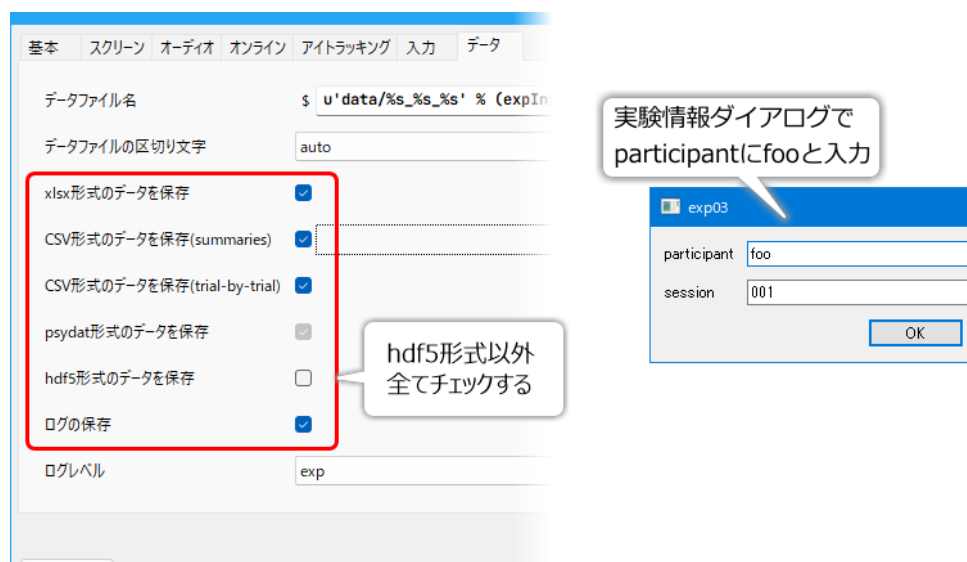 基本 スクリーン オーディオ オンライン アイトラッキング 入力 データ
データファイル名 $ u'data/%s_%s_%s' % (expIn
データファイルの区切り文字 auto
xlsx形式のデータを保存
CSV形式のデータを保存(summaries)
CSV形式のデータを保存(trial-by-trial)
psydat形式のデータを保存
hdf5形式のデータを保存
ログの保存
ログレベル exp
hdf5形式以外
全てチェックする
実験情報ダイアログで
participantにfooと入力
exp03
participant foo
session 001
OK